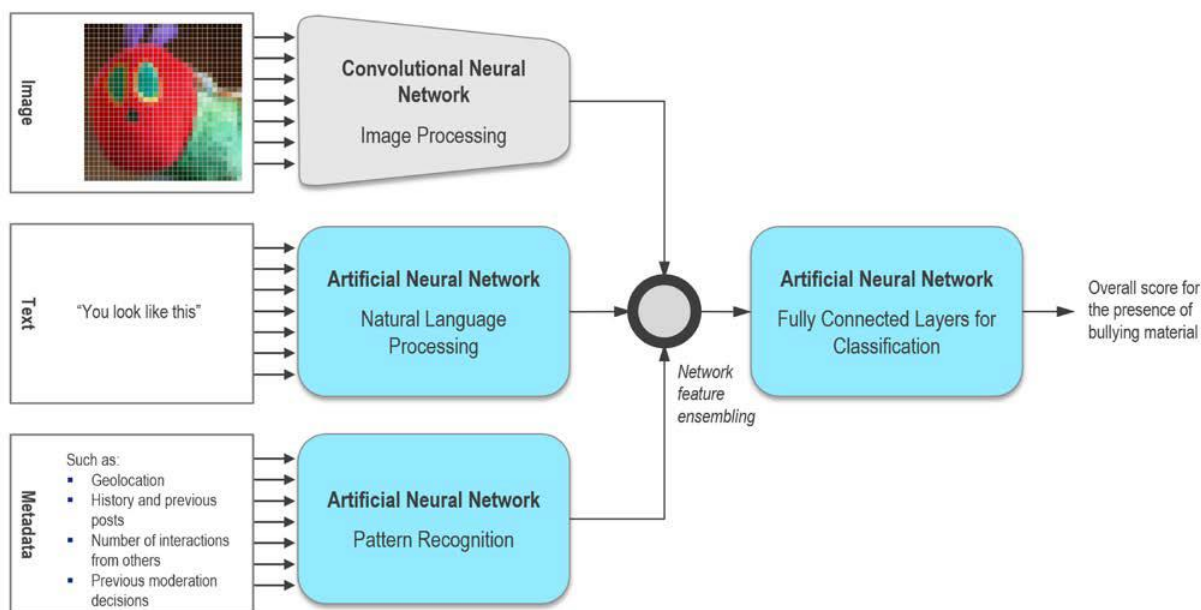 Image
Convolutional Neural
Network
Image Processing
Text
“You look like this”
Artificial Neural Network
Natural Language
Processing
Network
feature
ensembling
Artificial Neural Network
Fully Connected Layers for
Classification
Overall score for
the presence of
bullying material
Metadata
Such as:
▪ Geolocation
▪ History and previous
posts
▪ Number of interactions
from others
▪ Previous moderation
decisions
Artificial Neural Network
Pattern Recognition